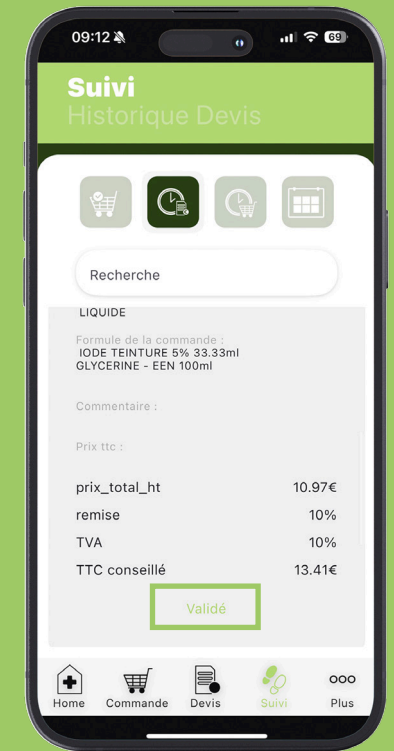 09:12
69
Suivi
Historique Devis
Recherche
LIQUIDE
Formule de la commande :
IODE TEINTURE 5% 33.33ml
GLYCERINE - EEN 100ml
Commentaire :
Prix ttc :
prix_total_ht 10.97€
remise 10%
TVA 10%
TTC conseillé 13.41€
Validé
Home Commande Devis Suivi Plus